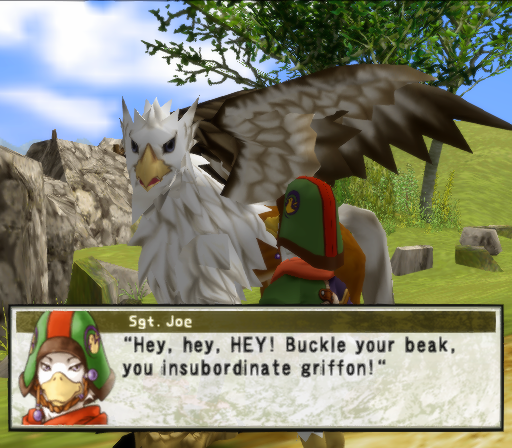 Sgt. Joe
“Hey, hey, HEY! Buckle your beak,
you insubordinate griffon!“